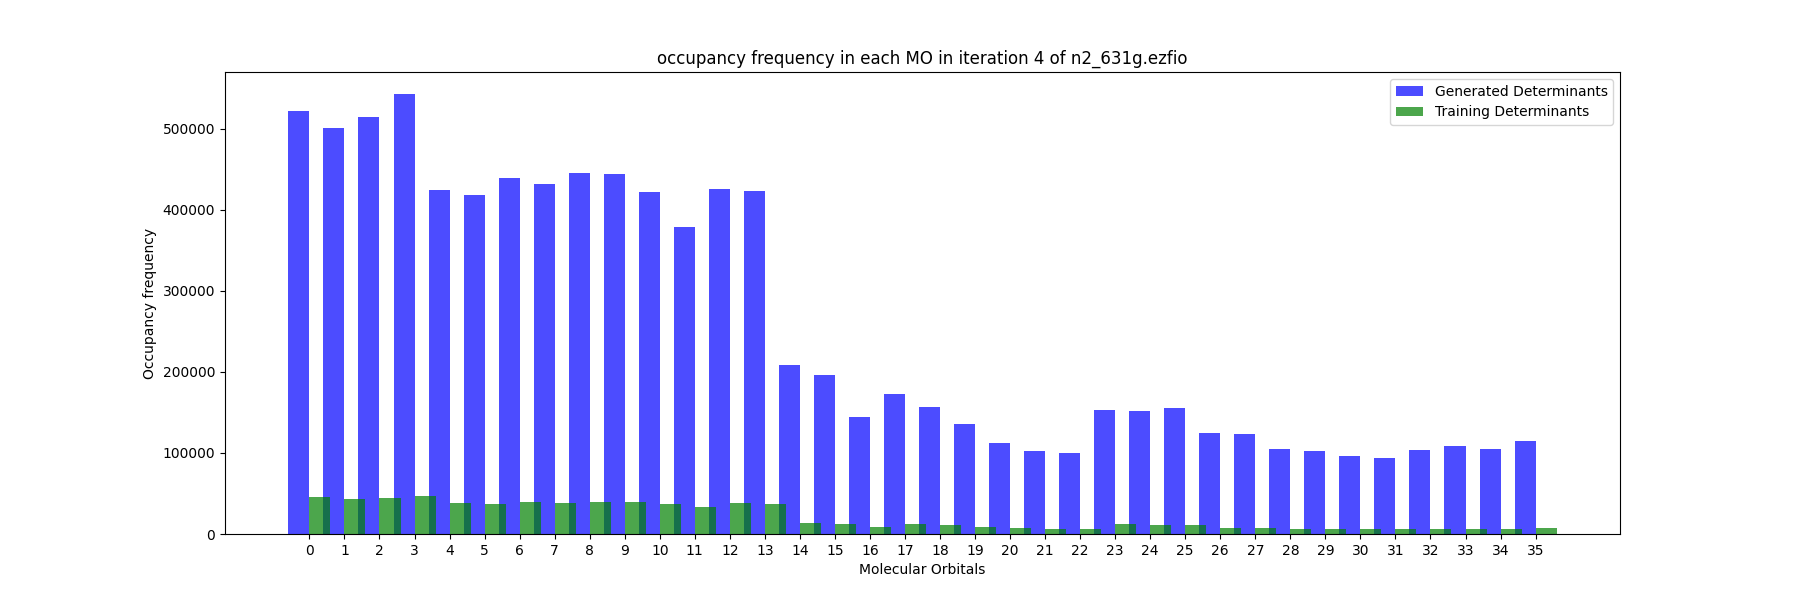 occupancy frequency in each MO in iteration 4 of n2_631g.ezfio
Generated Determinants
Training Determinants
Occupancy frequency
500000
400000
300000
200000
100000
0
0 1 2 3 4 5 6 7 8 9 10 11 12 13 14 15 16 17 18 19 20 21 22 23 24 25 26 27 28 29 30 31 32 33 34 35
Molecular Orbitals